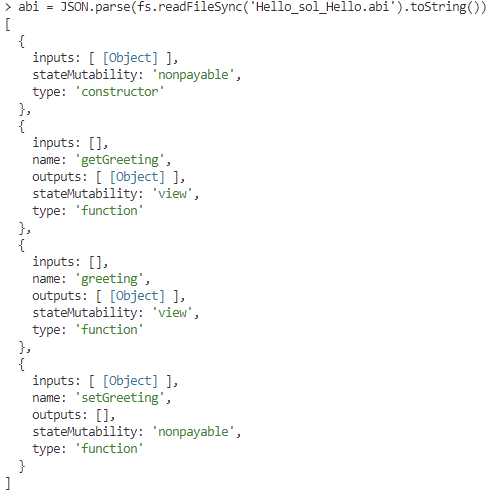 > abi = JSON.parse(fs.readFileSync('Hello_sol_Hello.abi').toString())
[
  {
    inputs: [ [Object] ],
    stateMutability: 'nonpayable',
    type: 'constructor'
  },
  {
    inputs: [],
    name: 'getGreeting',
    outputs: [ [Object] ],
    stateMutability: 'view',
    type: 'function'
  },
  {
    inputs: [],
    name: 'greeting',
    outputs: [ [Object] ],
    stateMutability: 'view',
    type: 'function'
  },
  {
    inputs: [ [Object] ],
    name: 'setGreeting',
    outputs: [],
    stateMutability: 'nonpayable',
    type: 'function'
  }
]